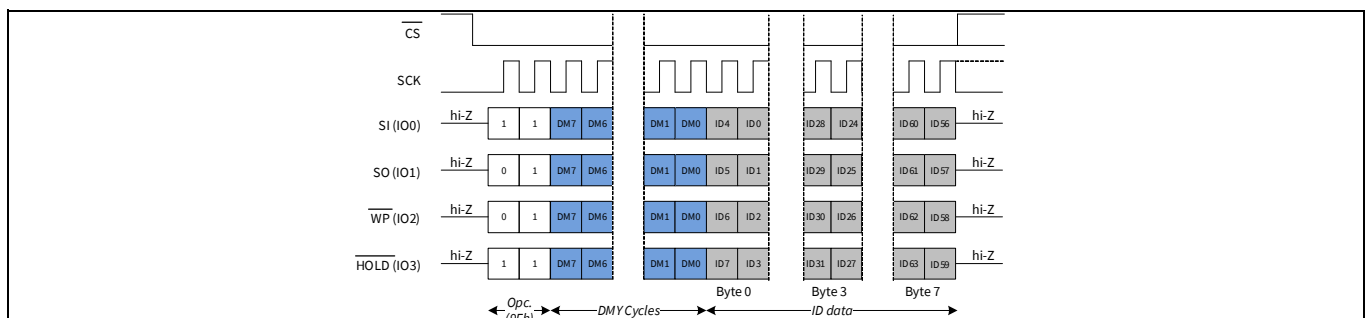 CS
SCK
SI (IO0) hi-Z 1 1 DM7 DM6 DM1 DM0 ID4 ID0 ID28 ID24 ID60 ID56 hi-Z
SO (IO1) hi-Z 0 1 DM7 DM6 DM1 DM0 ID5 ID1 ID29 ID25 ID61 ID57 hi-Z
WP (IO2) hi-Z 0 1 DM7 DM6 DM1 DM0 ID6 ID2 ID30 ID26 ID62 ID58 hi-Z
HOLD (IO3) hi-Z 1 1 DM7 DM6 DM1 DM0 ID7 ID3 ID31 ID27 ID63 ID59 hi-Z
Byte 0 Byte 3 Byte 7
Opc. DMY Cycles ID data
(9Fh)